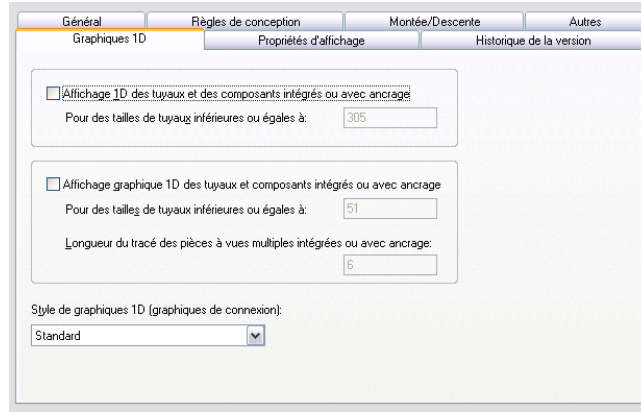 Général Règles de conception Montée/Descente Autres
Graphiques 1D Propriétés d'affichage Historique de la version
Affichage 1D des tuyaux et des composants intégrés ou avec ancrage
Pour des tailles de tuyaux inférieures ou égales à: 305
Affichage graphique 1D des tuyaux et composants intégrés ou avec ancrage
Pour des tailles de tuyaux inférieures ou égales à: 51
Longueur du tracé des pièces à vues multiples intégrées ou avec ancrage:
6
Style de graphiques 1D (graphiques de connexion):
Standard